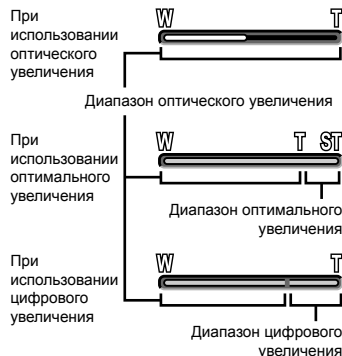 При
использовании
оптического
увеличения
W T
Диапазон оптического увеличения
При
использовании
оптимального
увеличения
W T ST
Диапазон оптимального
увеличения
При
использовании
цифрового
увеличения
W T
Диапазон цифрового
увеличения